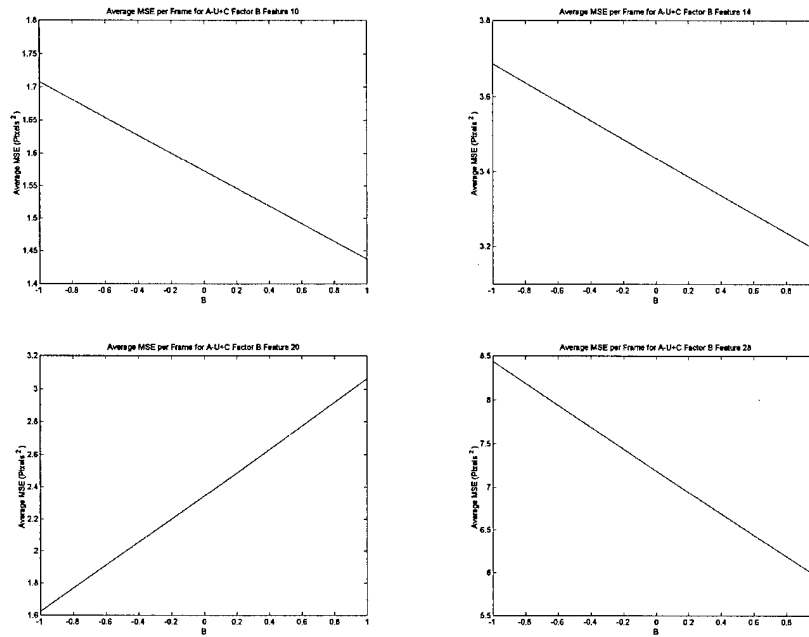 Average MSE per Frame for A-U+C Factor B Feature 10
1.8
1.75
1.7
1.65
1.6
1.55
1.5
1.45
1.4
Average MSE (Pixels ²)
-1 -0.8 -0.6 -0.4 -0.2 0 0.2 0.4 0.6 0.8 1
B
Average MSE per Frame for A-U+C Factor B Feature 14
3.8
3.6
3.4
3.2
Average MSE (Pixels ²)
-1 -0.8 -0.6 -0.4 -0.2 0 0.2 0.4 0.6 0.8
B
Average MSE per Frame for A-U+C Factor B Feature 20
3.2
3
2.8
2.6
2.4
2.2
2
1.8
1.6
Average MSE (Pixels ²)
-1 -0.8 -0.6 -0.4 -0.2 0 0.2 0.4 0.6 0.8 1
B
Average MSE per Frame for A-U+C Factor B Feature 28
8.5
8
7.5
7
6.5
6
5.5
Average MSE (Pixels ²)
-1 -0.8 -0.6 -0.4 -0.2 0 0.2 0.4 0.6 0.8
B